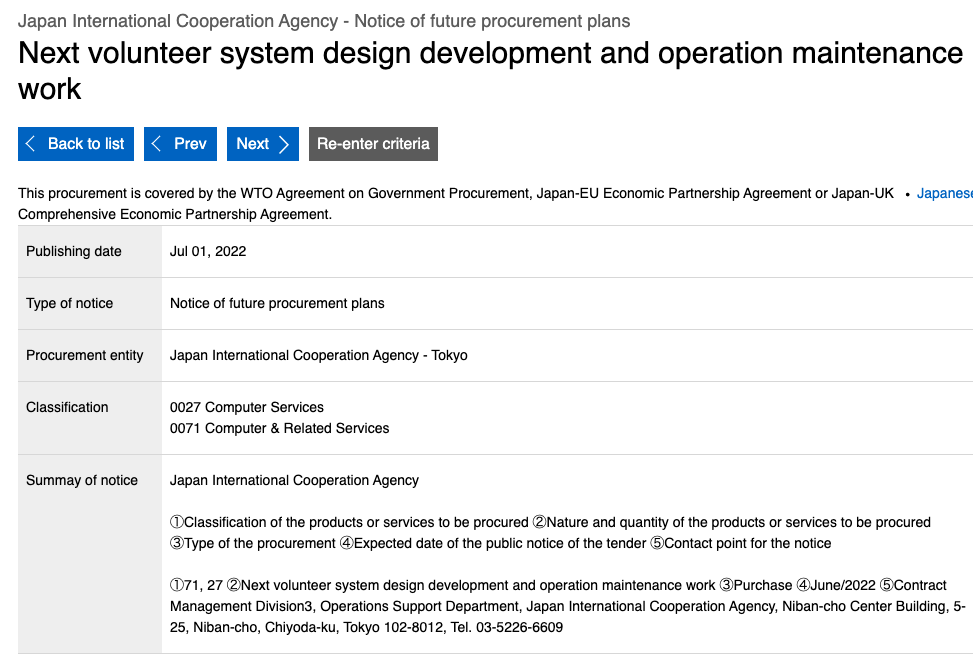 Japan International Cooperation Agency - Notice of future procurement plans
Next volunteer system design development and operation maintenance
work
Back to list
Prev
Next
Re-enter criteria
This procurement is covered by the WTO Agreement on Government Procurement, Japan-EU Economic Partnership Agreement or Japan-UK • Japanese
Comprehensive Economic Partnership Agreement.
Publishing date Jul 01, 2022
Type of notice Notice of future procurement plans
Procurement entity Japan International Cooperation Agency - Tokyo
Classification 0027 Computer Services
0071 Computer & Related Services
Summay of notice Japan International Cooperation Agency
①Classification of the products or services to be procured ②Nature and quantity of the products or services to be procured
③Type of the procurement ④Expected date of the public notice of the tender ⑤Contact point for the notice
①71, 27 ②Next volunteer system design development and operation maintenance work ③Purchase ④June/2022 ⑤Contract
Management Division3, Operations Support Department, Japan International Cooperation Agency, Niban-cho Center Building, 5-
25, Niban-cho, Chiyoda-ku, Tokyo 102-8012, Tel. 03-5226-6609